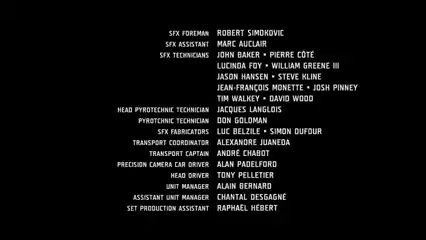 SFX FOREMAN ROBERT SIMOKOVIC
SFX ASSISTANT MARC AUCLAIR
SFX TECHNICIANS JOHN BAKER • PIERRE CÔTÉ
LUCINDA FOY • WILLIAM GREENE III
JASON HANSEN • STEVE KLINE
JEAN-FRANÇOIS MONETTE • JOSH PINNEY
TIM WALKEY • DAVID WOOD
HEAD PYROTECHNIC TECHNICIAN JACQUES LANGLOIS
PYROTCHNIC TECHNICIAN DON GOLDMAN
SFX FABRICATORS LUC BELZILE • SIMON DUFOUR
TRANSPORT COORDINATOR ALEXANDRE JUANEDA
TRANSPORT CAPTAIN ANDRÉ CHABOT
PRECISION CAMERA CAR DRIVER ALAN PADELFORD
HEAD DRIVER TONY PELLETIER
UNIT MANAGER ALAIN BERNARD
ASSISTANT UNIT MANAGER CHANTAL DESGAGNÉ
SET PRODUCTION ASSISTANT RAPHAËL HÉBERT